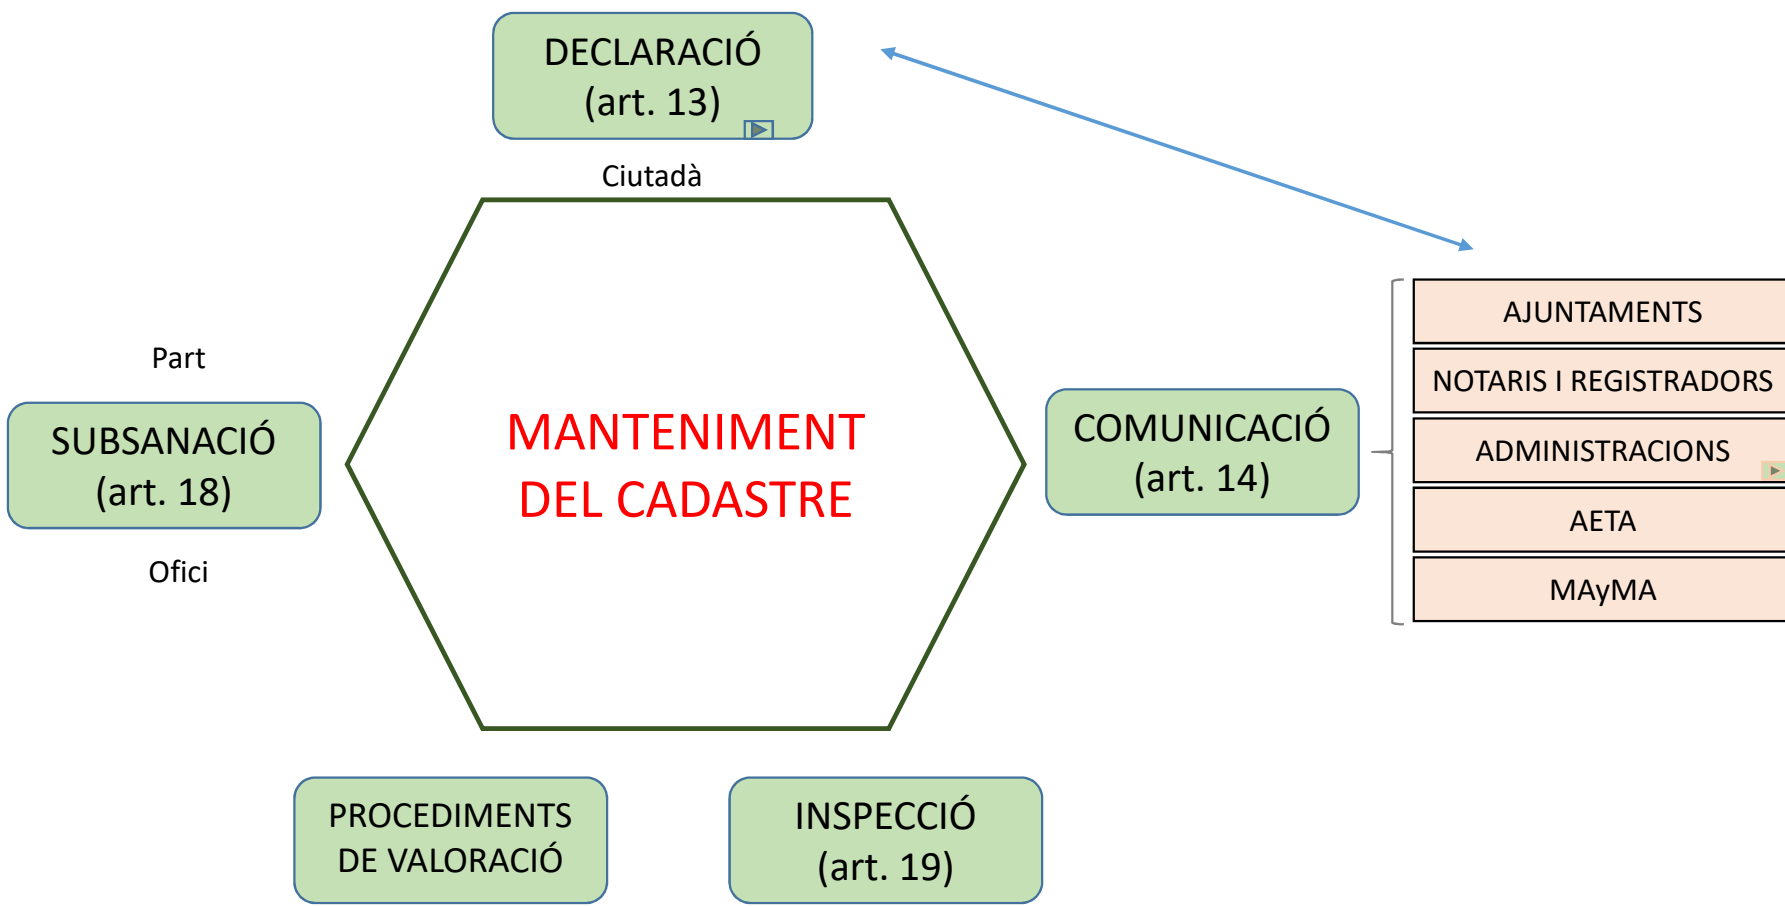 DECLARACIÓ
(art. 13)
Ciutadà
Part
SUBSANACIÓ
(art. 18)
Ofici
MANTENIMENT
DEL CADASTRE
COMUNICACIÓ
(art. 14)
AJUNTAMENTS
NOTARIS I REGISTRADORS
ADMINISTRACIONS
AETA
MAyMA
PROCEDIMENTS
DE VALORACIÓ
INSPECCIÓ
(art. 19)